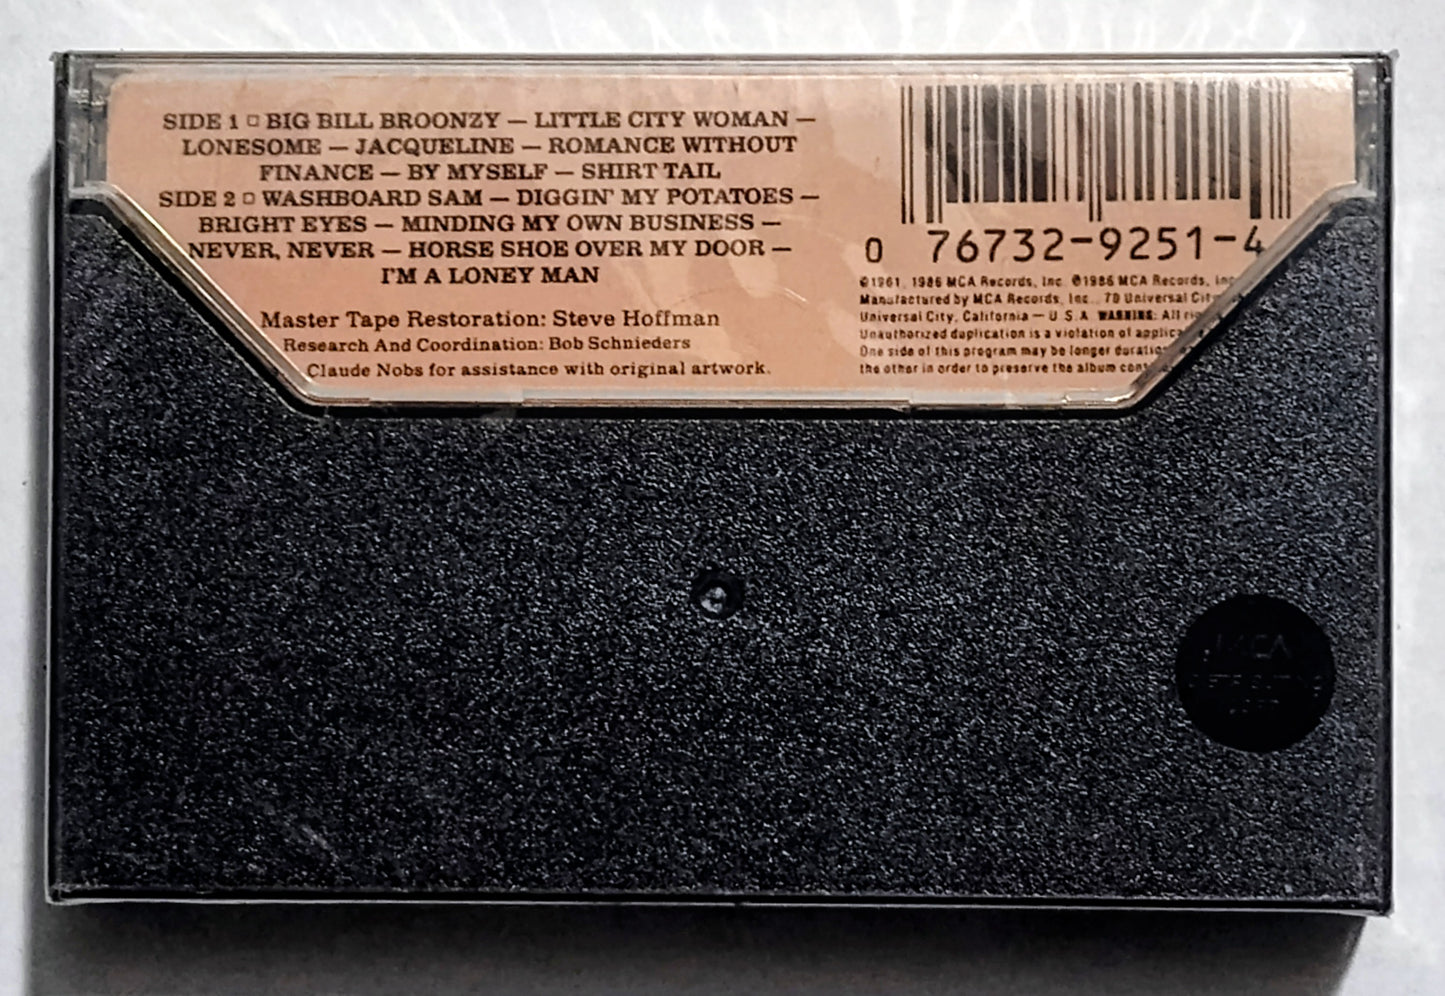 SIDE 1 □ BIG BILL BROONZY — LITTLE CITY WOMAN —
LONESOME — JACQUELINE — ROMANCE WITHOUT
FINANCE — BY MYSELF — SHIRT TAIL
SIDE 2 □ WASHBOARD SAM — DIGGIN' MY POTATOES —
BRIGHT EYES — MINDING MY OWN BUSINESS —
NEVER, NEVER — HORSE SHOE OVER MY DOOR —
I'M A LONEY MAN
Master Tape Restoration: Steve Hoffman
Research And Coordination: Bob Schnieders
Claude Nobs for assistance with original artwork.
0 76732-9251-4
©1961, 1986 MCA Records, Inc. ℗1986 MCA Records, Inc.
Manufactured by MCA Records, Inc., 70 Universal City
Universal City, California — U.S.A. WARNING: All
Unauthorized duplication is a violation of
One side of this program may be longer
the other in order to preserve the album
MCA